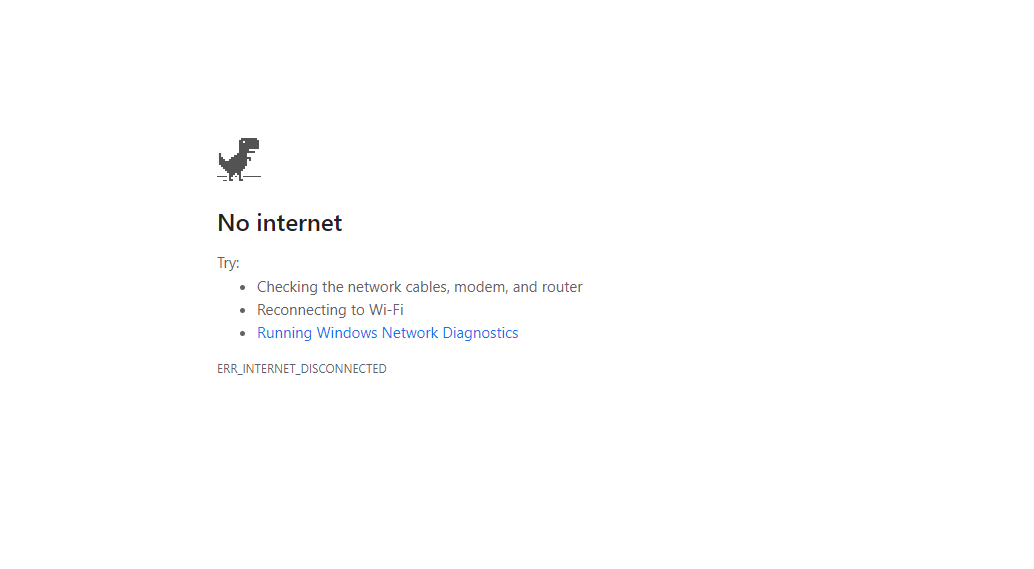 No internet
Try:
• Checking the network cables, modem, and router
• Reconnecting to Wi-Fi
• Running Windows Network Diagnostics
ERR_INTERNET_DISCONNECTED